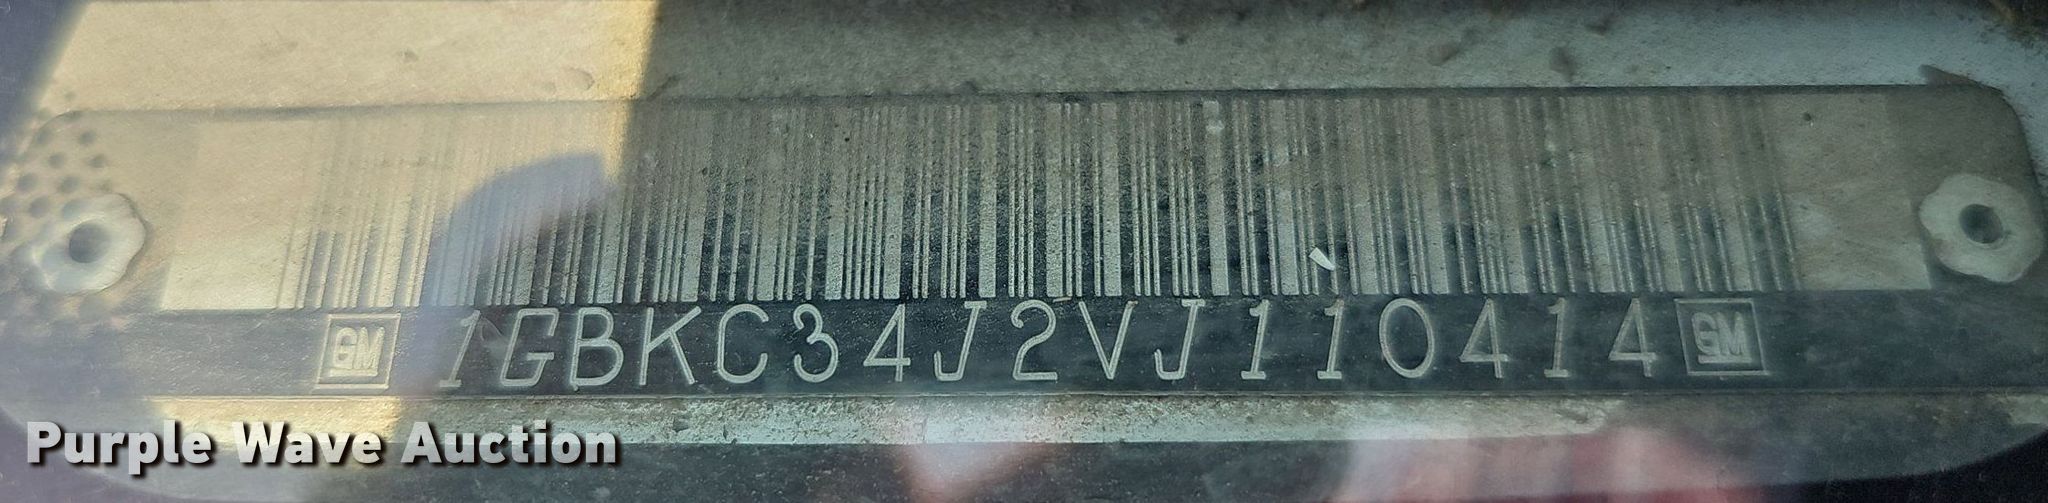 GM 1GBKC34J2VJ110414 GM
Purple Wave Auction